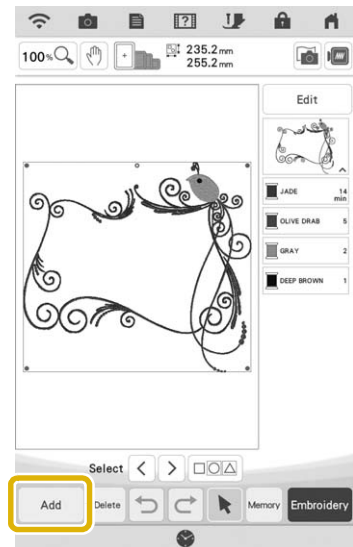 100% 235.2 mm
255.2 mm
Edit
JADE 14 min
OLIVE DRAB 5
GRAY 2
DEEP BROWN 1
Select
Add Delete Memory Embroidery